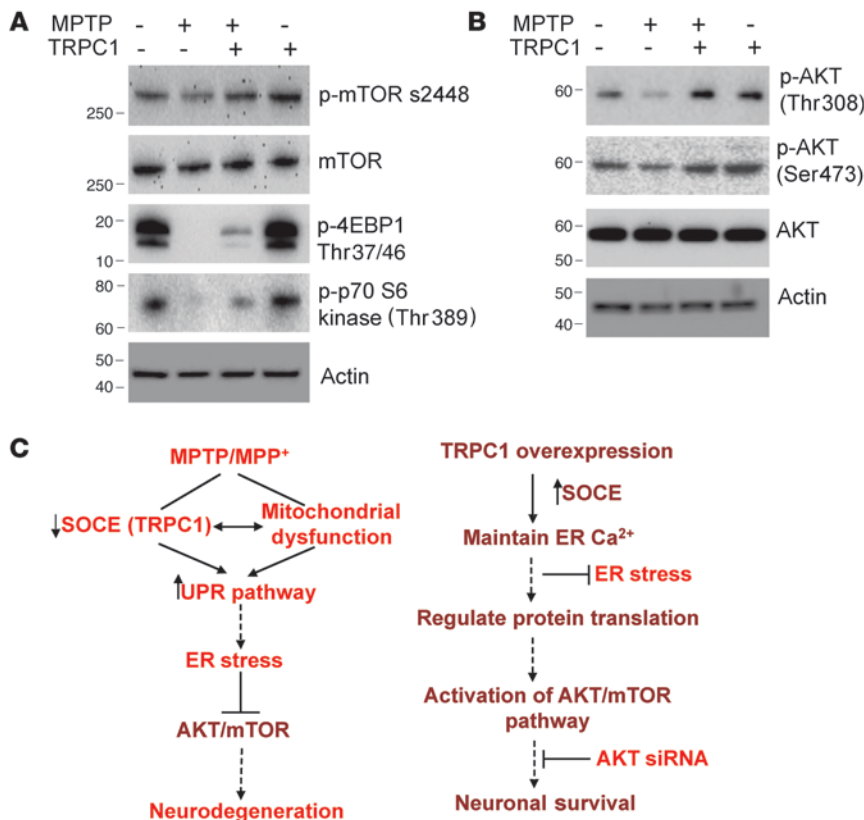 A
MPTP - + + -
TRPC1 - - + +
250
p-mTOR s2448
250
mTOR
20
10
p-4EBP1
Thr37/46
80
60
p-p70 S6
kinase (Thr389)
50
40
Actin
B
MPTP - + + -
TRPC1 - - + +
60
p-AKT
(Thr308)
60
p-AKT
(Ser473)
60
50
AKT
50
40
Actin
C
MPTP/MPP⁺
↓SOCE (TRPC1)
Mitochondrial
dysfunction
↑UPR pathway
ER stress
AKT/mTOR
Neurodegeneration
TRPC1 overexpression
↑SOCE
Maintain ER Ca²⁺
ER stress
Regulate protein translation
Activation of AKT/mTOR
pathway
AKT siRNA
Neuronal survival